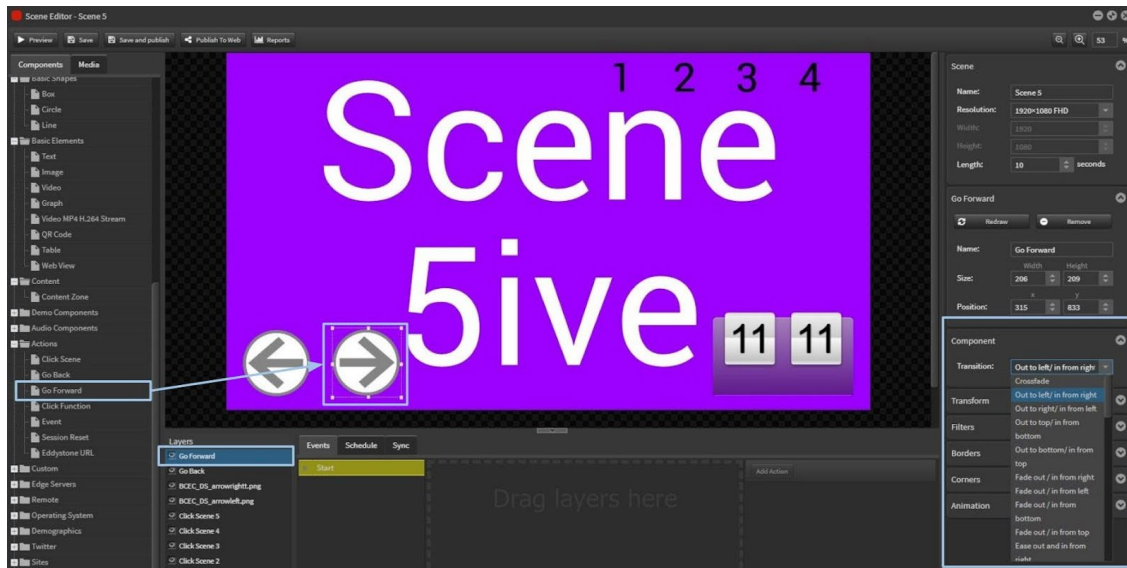 Scene Editor - Scene 5
Preview Save Save and publish Publish To Web Reports 53 %
Components Media
Basic Shapes
Box
Circle
Line
Basic Elements
Text
Image
Video
Graph
Video MP4 H.264 Stream
QR Code
Table
Web View
Content
Content Zone
Demo Components
Audio Components
Actions
Click Scene
Go Back
Go Forward
Click Function
Event
Session Reset
Eddystone URL
Custom
Edge Servers
Remote
Operating System
Demographics
Twitter
Sites
1 2 3 4
Scene
5ive
11 11
Layers
Go Forward
Go Back
BCEC_DS_arrowrightt.png
BCEC_DS_arrowleft.png
Click Scene 5
Click Scene 4
Click Scene 3
Click Scene 2
Events Schedule Sync
Start
Drag layers here
Add Action
Scene
Name: Scene 5
Resolution: 1920×1080 FHD
Width: 1920
Height: 1080
Length: 10 seconds
Go Forward
Redraw Remove
Name: Go Forward
Width Height
Size: 206 209
x y
Position: 315 833
Component
Transition: Out to left/ in from right
Crossfade
Out to left/ in from right
Out to right/ in from left
Out to top/ in from
bottom
Out to bottom/ in from
top
Fade out / in from right
Fade out / in from left
Fade out / in from
bottom
Fade out / in from top
Ease out and in from
right
Transform
Filters
Borders
Corners
Animation